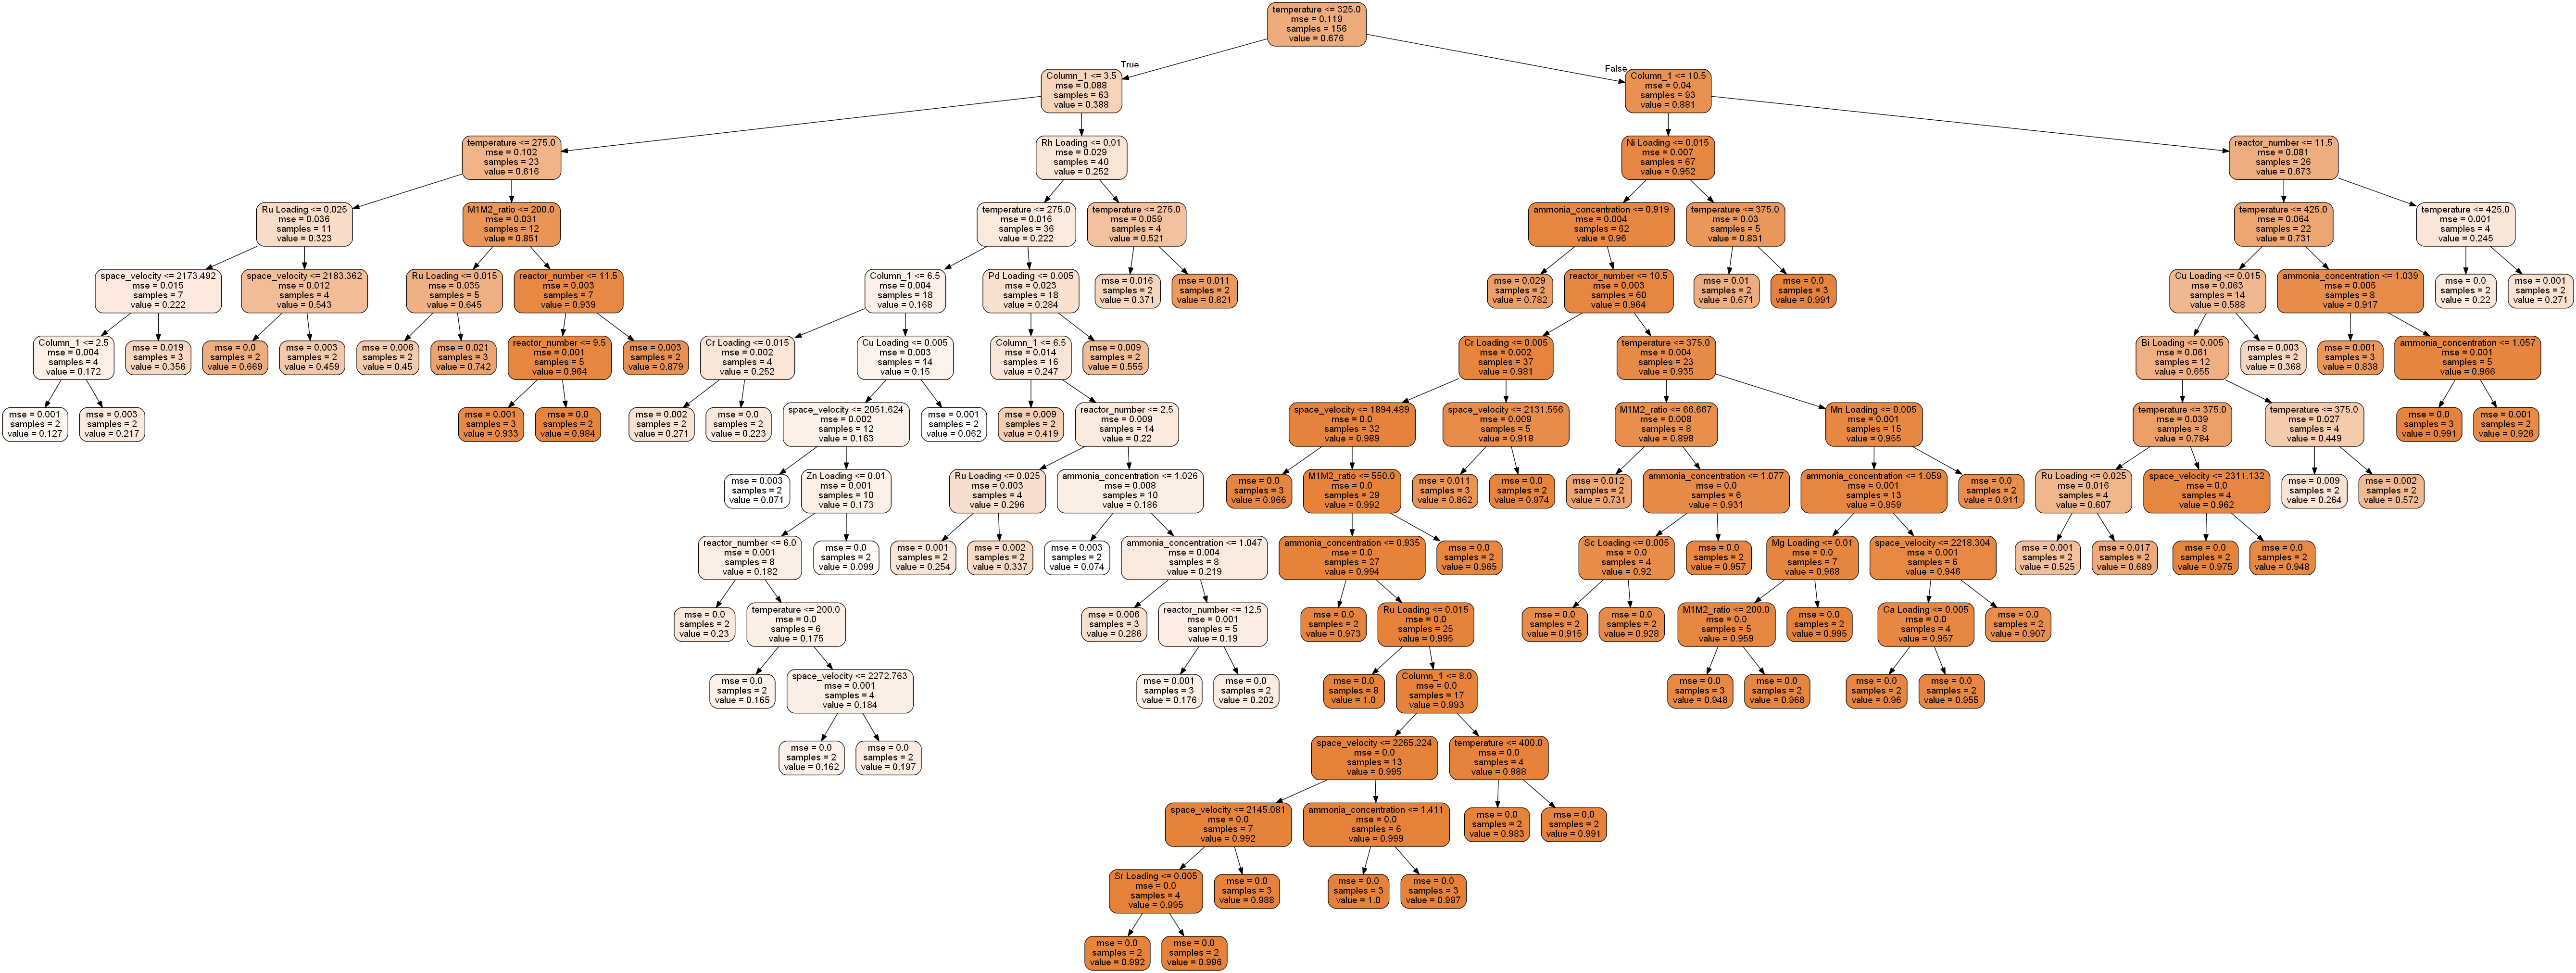 temperature <= 325.0
mse = 0.119
samples = 156
value = 0.676
True
False
Column_1 <= 3.5
mse = 0.088
samples = 63
value = 0.388
Column_1 <= 10.5
mse = 0.04
samples = 93
value = 0.881
temperature <= 275.0
mse = 0.102
samples = 23
value = 0.616
Rh Loading <= 0.01
mse = 0.029
samples = 40
value = 0.252
Ni Loading <= 0.015
mse = 0.007
samples = 67
value = 0.952
reactor_number <= 11.5
mse = 0.081
samples = 26
value = 0.673
Ru Loading <= 0.025
mse = 0.036
samples = 11
value = 0.323
M1M2_ratio <= 200.0
mse = 0.031
samples = 12
value = 0.851
temperature <= 275.0
mse = 0.016
samples = 36
value = 0.222
temperature <= 275.0
mse = 0.059
samples = 4
value = 0.521
ammonia_concentration <= 0.919
mse = 0.004
samples = 62
value = 0.96
temperature <= 375.0
mse = 0.03
samples = 5
value = 0.831
temperature <= 425.0
mse = 0.064
samples = 22
value = 0.731
temperature <= 425.0
mse = 0.001
samples = 4
value = 0.245
space_velocity <= 2173.492
mse = 0.015
samples = 7
value = 0.222
space_velocity <= 2183.362
mse = 0.012
samples = 4
value = 0.543
Ru Loading <= 0.015
mse = 0.035
samples = 5
value = 0.645
reactor_number <= 11.5
mse = 0.003
samples = 7
value = 0.939
Column_1 <= 6.5
mse = 0.004
samples = 18
value = 0.168
Pd Loading <= 0.005
mse = 0.023
samples = 18
value = 0.284
mse = 0.016
samples = 2
value = 0.371
mse = 0.011
samples = 2
value = 0.821
mse = 0.029
samples = 2
value = 0.782
reactor_number <= 10.5
mse = 0.003
samples = 60
value = 0.964
mse = 0.01
samples = 2
value = 0.671
mse = 0.0
samples = 3
value = 0.991
Cu Loading <= 0.015
mse = 0.063
samples = 14
value = 0.588
ammonia_concentration <= 1.039
mse = 0.005
samples = 8
value = 0.917
mse = 0.0
samples = 2
value = 0.22
mse = 0.001
samples = 2
value = 0.271
Column_1 <= 2.5
mse = 0.004
samples = 4
value = 0.172
mse = 0.019
samples = 3
value = 0.356
mse = 0.0
samples = 2
value = 0.669
mse = 0.003
samples = 2
value = 0.459
mse = 0.006
samples = 2
value = 0.45
mse = 0.021
samples = 3
value = 0.742
reactor_number <= 9.5
mse = 0.001
samples = 5
value = 0.964
mse = 0.003
samples = 2
value = 0.879
Cr Loading <= 0.015
mse = 0.002
samples = 4
value = 0.252
Cu Loading <= 0.005
mse = 0.003
samples = 14
value = 0.15
Column_1 <= 6.5
mse = 0.014
samples = 16
value = 0.247
mse = 0.009
samples = 2
value = 0.555
Cr Loading <= 0.005
mse = 0.002
samples = 37
value = 0.981
temperature <= 375.0
mse = 0.004
samples = 23
value = 0.935
Bi Loading <= 0.005
mse = 0.061
samples = 12
value = 0.655
mse = 0.003
samples = 2
value = 0.368
mse = 0.001
samples = 3
value = 0.838
ammonia_concentration <= 1.057
mse = 0.001
samples = 5
value = 0.966
mse = 0.001
samples = 2
value = 0.127
mse = 0.003
samples = 2
value = 0.217
mse = 0.001
samples = 3
value = 0.933
mse = 0.0
samples = 2
value = 0.984
mse = 0.002
samples = 2
value = 0.271
mse = 0.0
samples = 2
value = 0.223
space_velocity <= 2051.624
mse = 0.002
samples = 12
value = 0.163
mse = 0.001
samples = 2
value = 0.062
mse = 0.009
samples = 2
value = 0.419
reactor_number <= 2.5
mse = 0.009
samples = 14
value = 0.22
space_velocity <= 1894.489
mse = 0.0
samples = 32
value = 0.989
space_velocity <= 2131.556
mse = 0.009
samples = 5
value = 0.918
M1M2_ratio <= 66.667
mse = 0.008
samples = 8
value = 0.898
Mn Loading <= 0.005
mse = 0.001
samples = 15
value = 0.955
temperature <= 375.0
mse = 0.039
samples = 8
value = 0.784
temperature <= 375.0
mse = 0.027
samples = 4
value = 0.449
mse = 0.0
samples = 3
value = 0.991
mse = 0.001
samples = 2
value = 0.926
mse = 0.003
samples = 2
value = 0.071
Zn Loading <= 0.01
mse = 0.001
samples = 10
value = 0.173
Ru Loading <= 0.025
mse = 0.003
samples = 4
value = 0.296
ammonia_concentration <= 1.026
mse = 0.008
samples = 10
value = 0.186
mse = 0.0
samples = 3
value = 0.966
M1M2_ratio <= 550.0
mse = 0.0
samples = 29
value = 0.992
mse = 0.011
samples = 3
value = 0.862
mse = 0.0
samples = 2
value = 0.974
mse = 0.012
samples = 2
value = 0.731
ammonia_concentration <= 1.077
mse = 0.0
samples = 6
value = 0.931
ammonia_concentration <= 1.059
mse = 0.001
samples = 13
value = 0.959
mse = 0.0
samples = 2
value = 0.911
Ru Loading <= 0.025
mse = 0.016
samples = 4
value = 0.607
space_velocity <= 2311.132
mse = 0.0
samples = 4
value = 0.962
mse = 0.009
samples = 2
value = 0.264
mse = 0.002
samples = 2
value = 0.572
reactor_number <= 6.0
mse = 0.001
samples = 8
value = 0.182
mse = 0.0
samples = 2
value = 0.099
mse = 0.001
samples = 2
value = 0.254
mse = 0.002
samples = 2
value = 0.337
mse = 0.003
samples = 2
value = 0.074
ammonia_concentration <= 1.047
mse = 0.004
samples = 8
value = 0.219
ammonia_concentration <= 0.935
mse = 0.0
samples = 27
value = 0.994
mse = 0.0
samples = 2
value = 0.965
Sc Loading <= 0.005
mse = 0.0
samples = 4
value = 0.92
mse = 0.0
samples = 2
value = 0.957
Mg Loading <= 0.01
mse = 0.0
samples = 7
value = 0.968
space_velocity <= 2218.304
mse = 0.001
samples = 6
value = 0.946
mse = 0.001
samples = 2
value = 0.525
mse = 0.017
samples = 2
value = 0.689
mse = 0.0
samples = 2
value = 0.975
mse = 0.0
samples = 2
value = 0.948
mse = 0.0
samples = 2
value = 0.23
temperature <= 200.0
mse = 0.0
samples = 6
value = 0.175
mse = 0.006
samples = 3
value = 0.286
reactor_number <= 12.5
mse = 0.001
samples = 5
value = 0.19
mse = 0.0
samples = 2
value = 0.973
Ru Loading <= 0.015
mse = 0.0
samples = 25
value = 0.995
mse = 0.0
samples = 2
value = 0.915
mse = 0.0
samples = 2
value = 0.928
M1M2_ratio <= 200.0
mse = 0.0
samples = 5
value = 0.959
mse = 0.0
samples = 2
value = 0.995
Ca Loading <= 0.005
mse = 0.0
samples = 4
value = 0.957
mse = 0.0
samples = 2
value = 0.907
mse = 0.0
samples = 2
value = 0.165
space_velocity <= 2272.763
mse = 0.001
samples = 4
value = 0.184
mse = 0.001
samples = 3
value = 0.176
mse = 0.0
samples = 2
value = 0.202
mse = 0.0
samples = 8
value = 1.0
Column_1 <= 8.0
mse = 0.0
samples = 17
value = 0.993
mse = 0.0
samples = 3
value = 0.948
mse = 0.0
samples = 2
value = 0.968
mse = 0.0
samples = 2
value = 0.96
mse = 0.0
samples = 2
value = 0.955
mse = 0.0
samples = 2
value = 0.162
mse = 0.0
samples = 2
value = 0.197
space_velocity <= 2265.224
mse = 0.0
samples = 13
value = 0.995
temperature <= 400.0
mse = 0.0
samples = 4
value = 0.988
space_velocity <= 2145.081
mse = 0.0
samples = 7
value = 0.992
ammonia_concentration <= 1.411
mse = 0.0
samples = 6
value = 0.999
mse = 0.0
samples = 2
value = 0.983
mse = 0.0
samples = 2
value = 0.991
Sr Loading <= 0.005
mse = 0.0
samples = 4
value = 0.995
mse = 0.0
samples = 3
value = 0.988
mse = 0.0
samples = 3
value = 1.0
mse = 0.0
samples = 3
value = 0.997
mse = 0.0
samples = 2
value = 0.992
mse = 0.0
samples = 2
value = 0.996